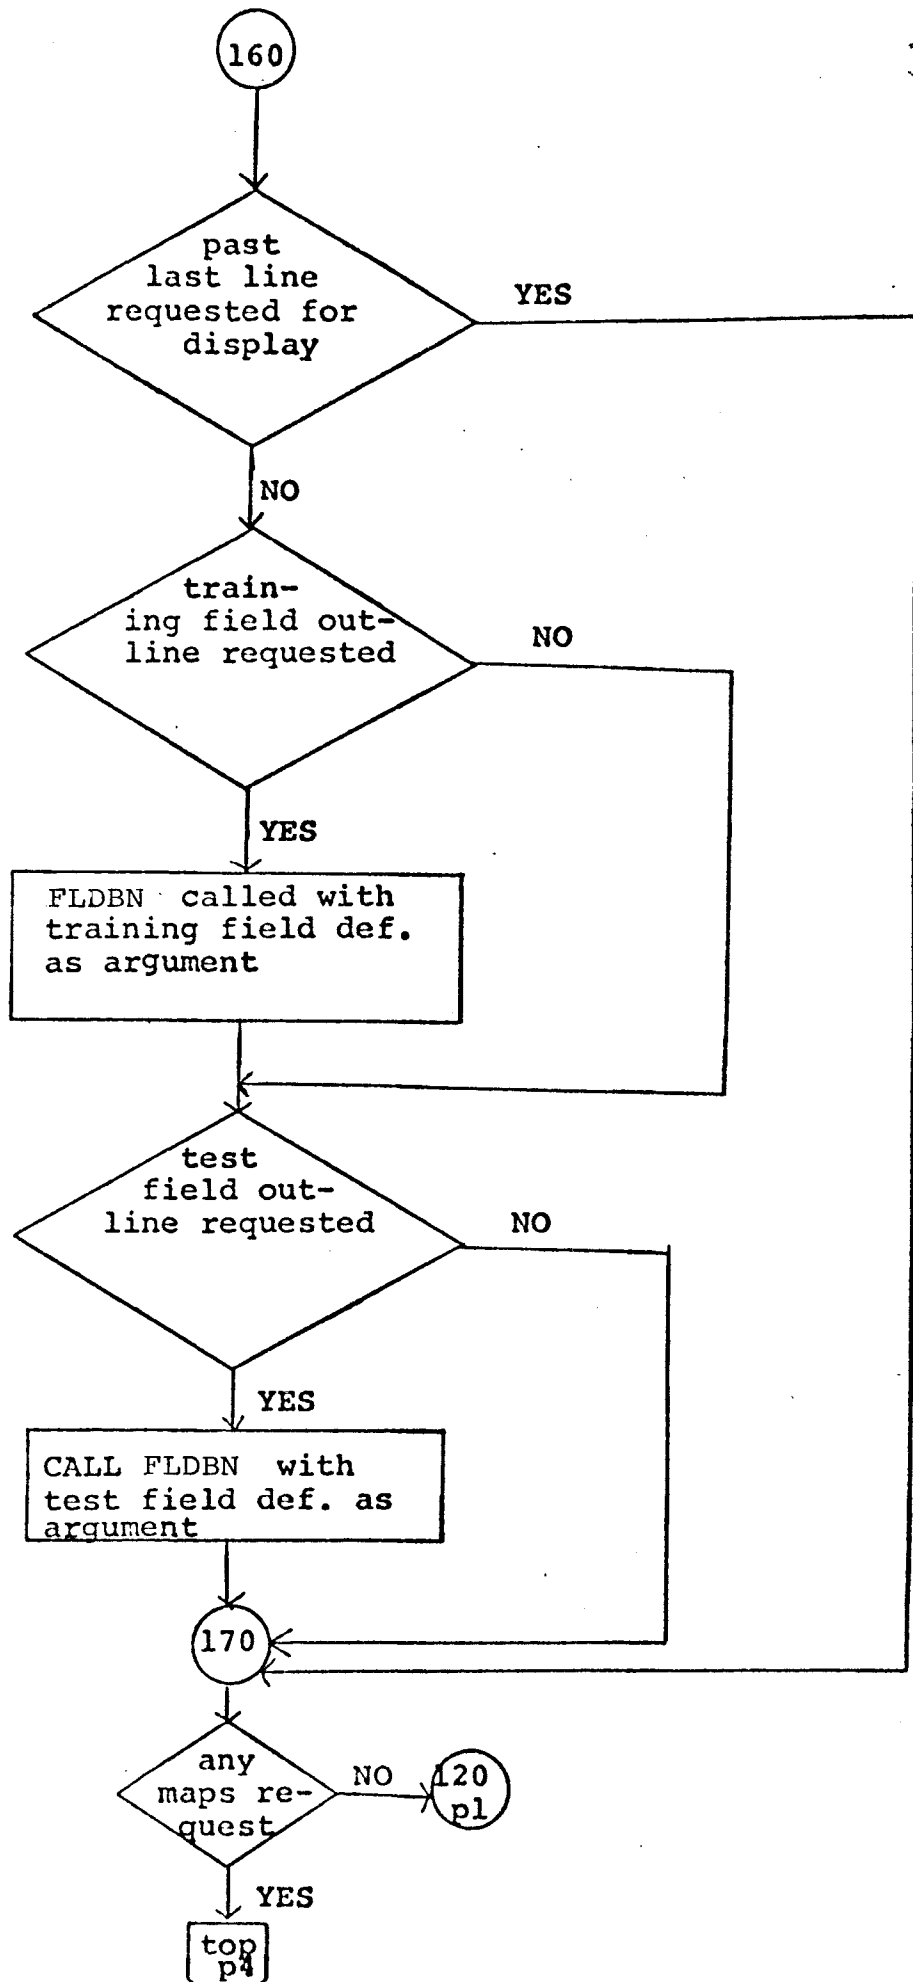 160
past
last line
requested for
display
YES
NO
train-
ing field out-
line requested
NO
YES
FLDBN called with
training field def.
as argument
test
field out-
line requested
NO
YES
CALL FLDBN with
test field def. as
argument
170
any
maps re-
quest
NO
120
p1
YES
top
p4